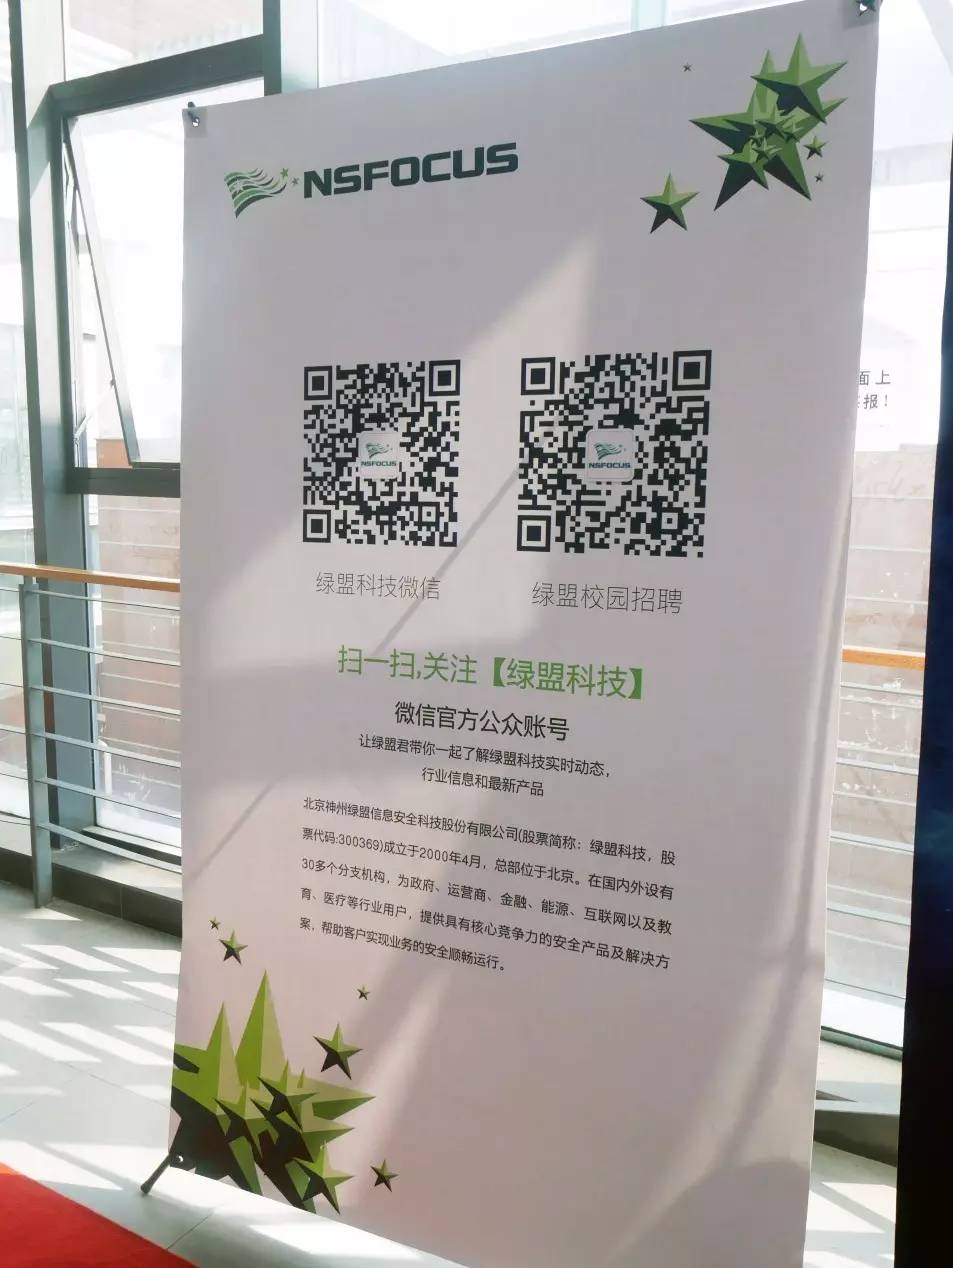 NSFOCUS
NSFOCUS
NSFOCUS
绿盟科技微信
绿盟校园招聘
扫一扫,关注【绿盟科技】
微信官方公众账号
让绿盟君带你一起了解绿盟科技实时动态，
行业信息和最新产品
北京神州绿盟信息安全科技股份有限公司(股票简称：绿盟科技，股
票代码:300369)成立于2000年4月，总部位于北京。在国内外设有
30多个分支机构，为政府、运营商、金融、能源、互联网以及教
育、医疗等行业用户，提供具有核心竞争力的安全产品及解决方
案，帮助客户实现业务的安全顺畅运行。
面上
报!